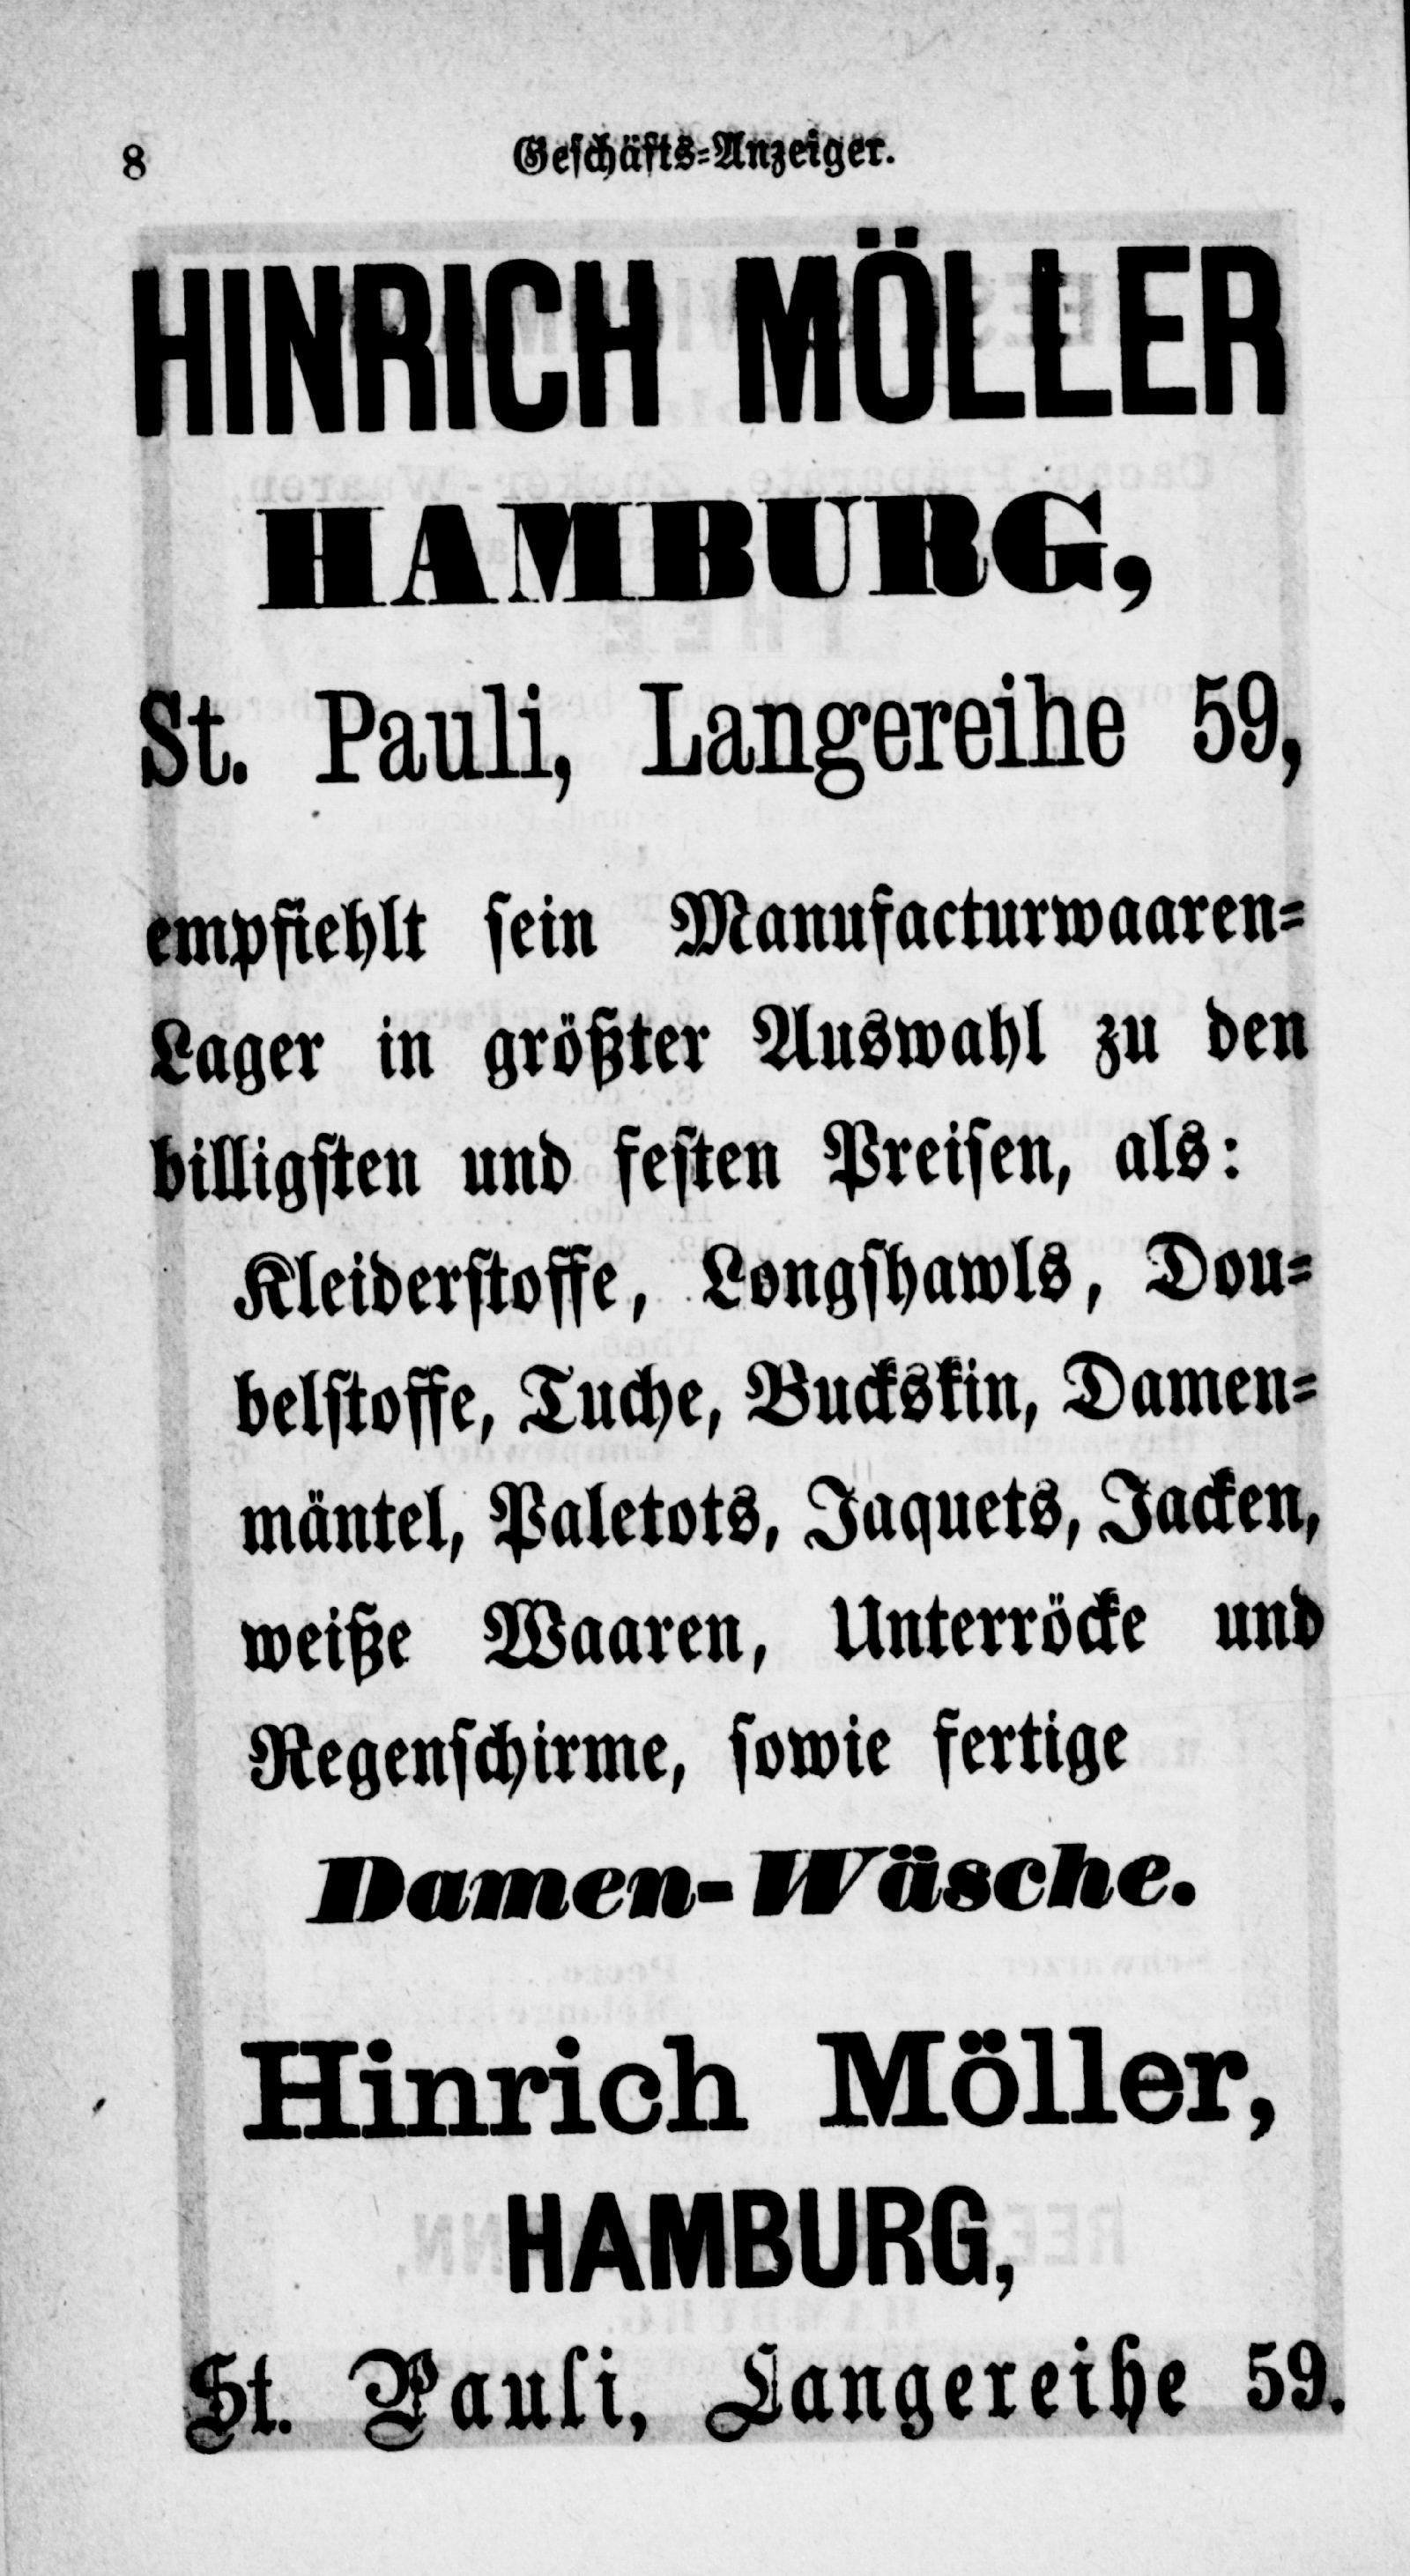 8 Geschäfts-Anzeiger.
HINRICH MÖLLER
HAMBURG,
St. Pauli, Langereihe 59,
empfiehlt sein Manufacturwaaren-
Lager in größter Auswahl zu den
billigsten und festen Preisen, als:
Kleiderstoffe, Longshawls, Dou-
belstoffe, Tuche, Buckskin, Damen-
mäntel, Paletots, Jaquets, Jacken,
weiße Waaren, Unterröcke und
Regenschirme, sowie fertige
Damen-Wäsche.
Hinrich Möller,
HAMBURG,
St. Pauli, Langereihe 59.